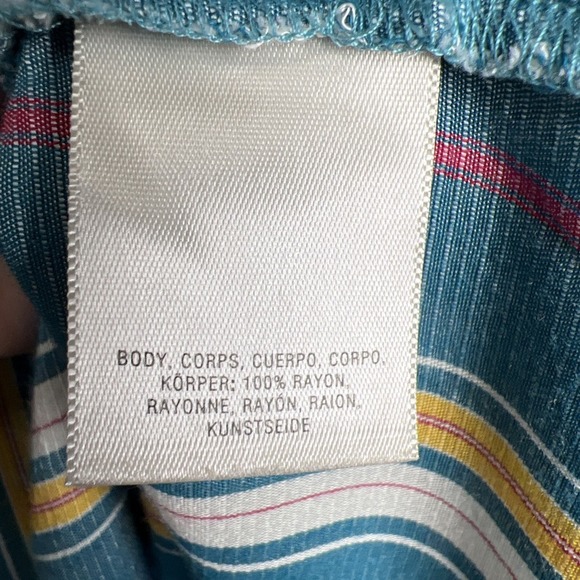 BODY, CORPS, CUERPO, CORPO,
KÖRPER: 100% RAYON,
RAYONNE, RAYÓN, RAION,
KUNSTSEIDE